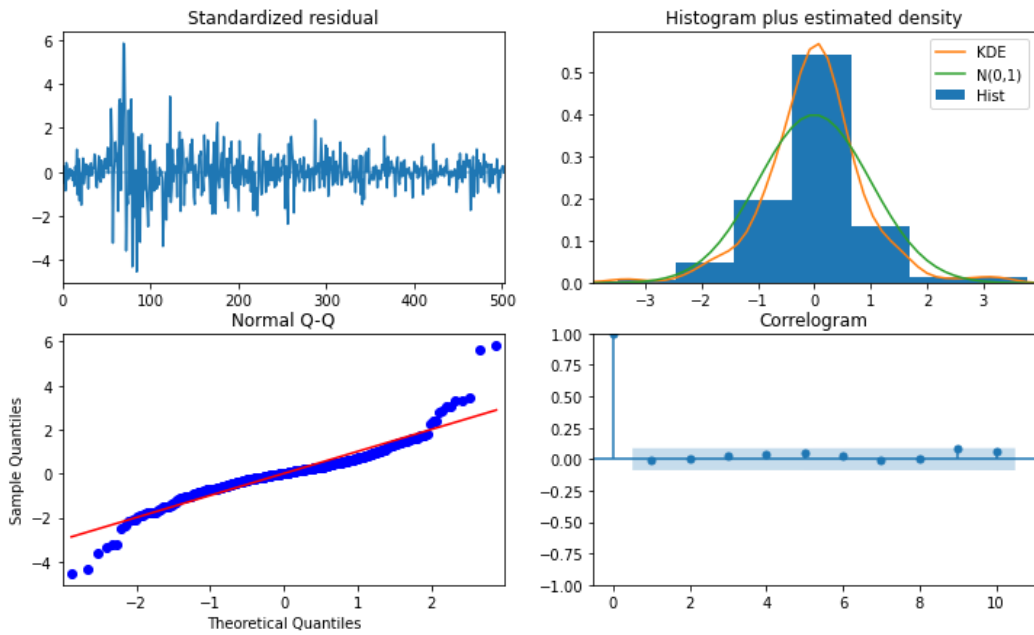 Standardized residual
6
4
2
0
−2
−4
0 100 200 300 400 500
Histogram plus estimated density
KDE
N(0,1)
Hist
0.5
0.4
0.3
0.2
0.1
0.0
−3 −2 −1 0 1 2 3
Normal Q-Q
Sample Quantiles
6
4
2
0
−2
−4
−2 −1 0 1 2
Theoretical Quantiles
Correlogram
1.00
0.75
0.50
0.25
0.00
−0.25
−0.50
−0.75
−1.00
0 2 4 6 8 10